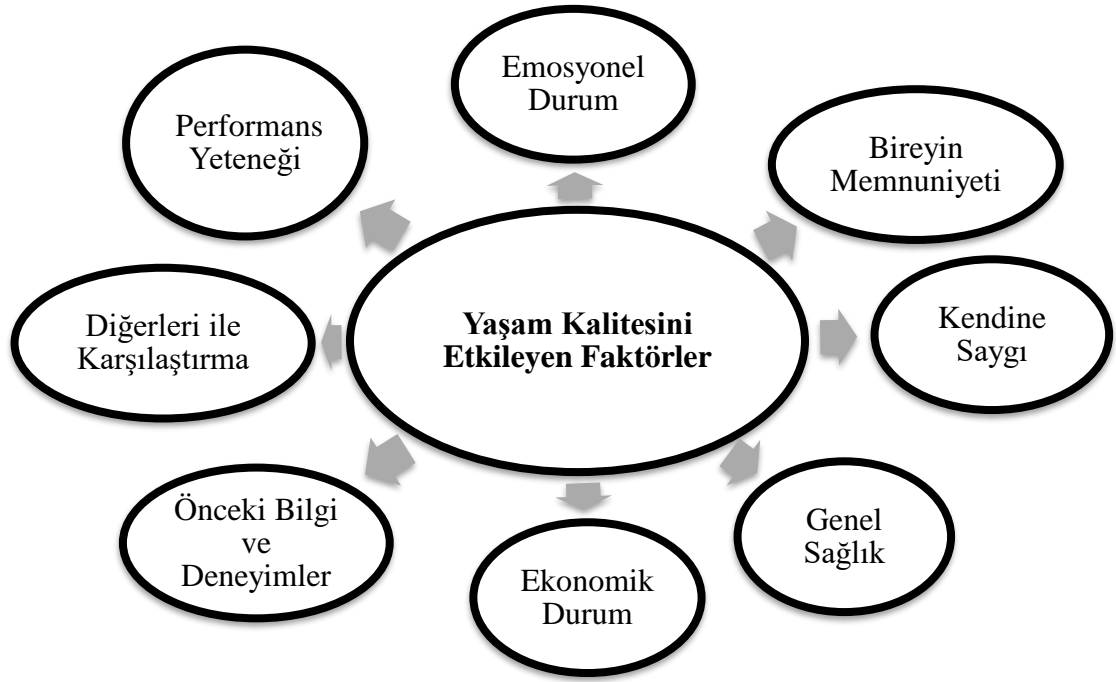 Emosyonel
Durum
Performans
Yeteneği
Bireyin
Memnuniyeti
Yaşam Kalitesini
Etkileyen Faktörler
Diğerleri ile
Karşılaştırma
Kendine
Saygı
Önceki Bilgi
ve
Deneyimler
Genel
Sağlık
Ekonomik
Durum